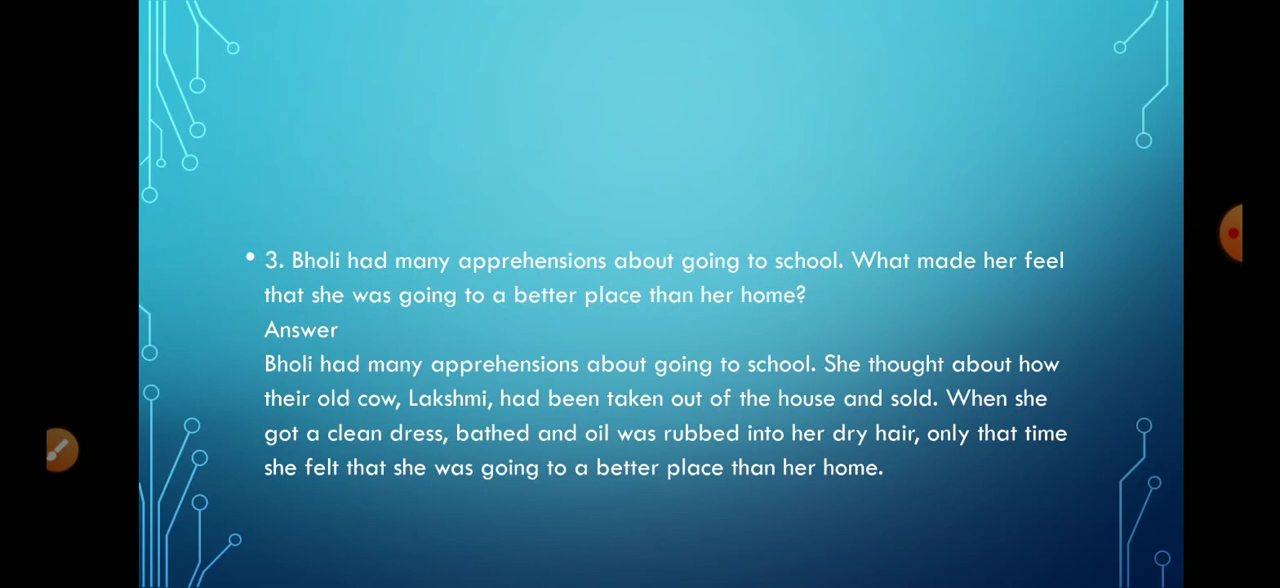 • 3. Bholi had many apprehensions about going to school. What made her feel
that she was going to a better place than her home?
Answer
Bholi had many apprehensions about going to school. She thought about how
their old cow, Lakshmi, had been taken out of the house and sold. When she
got a clean dress, bathed and oil was rubbed into her dry hair, only that time
she felt that she was going to a better place than her home.